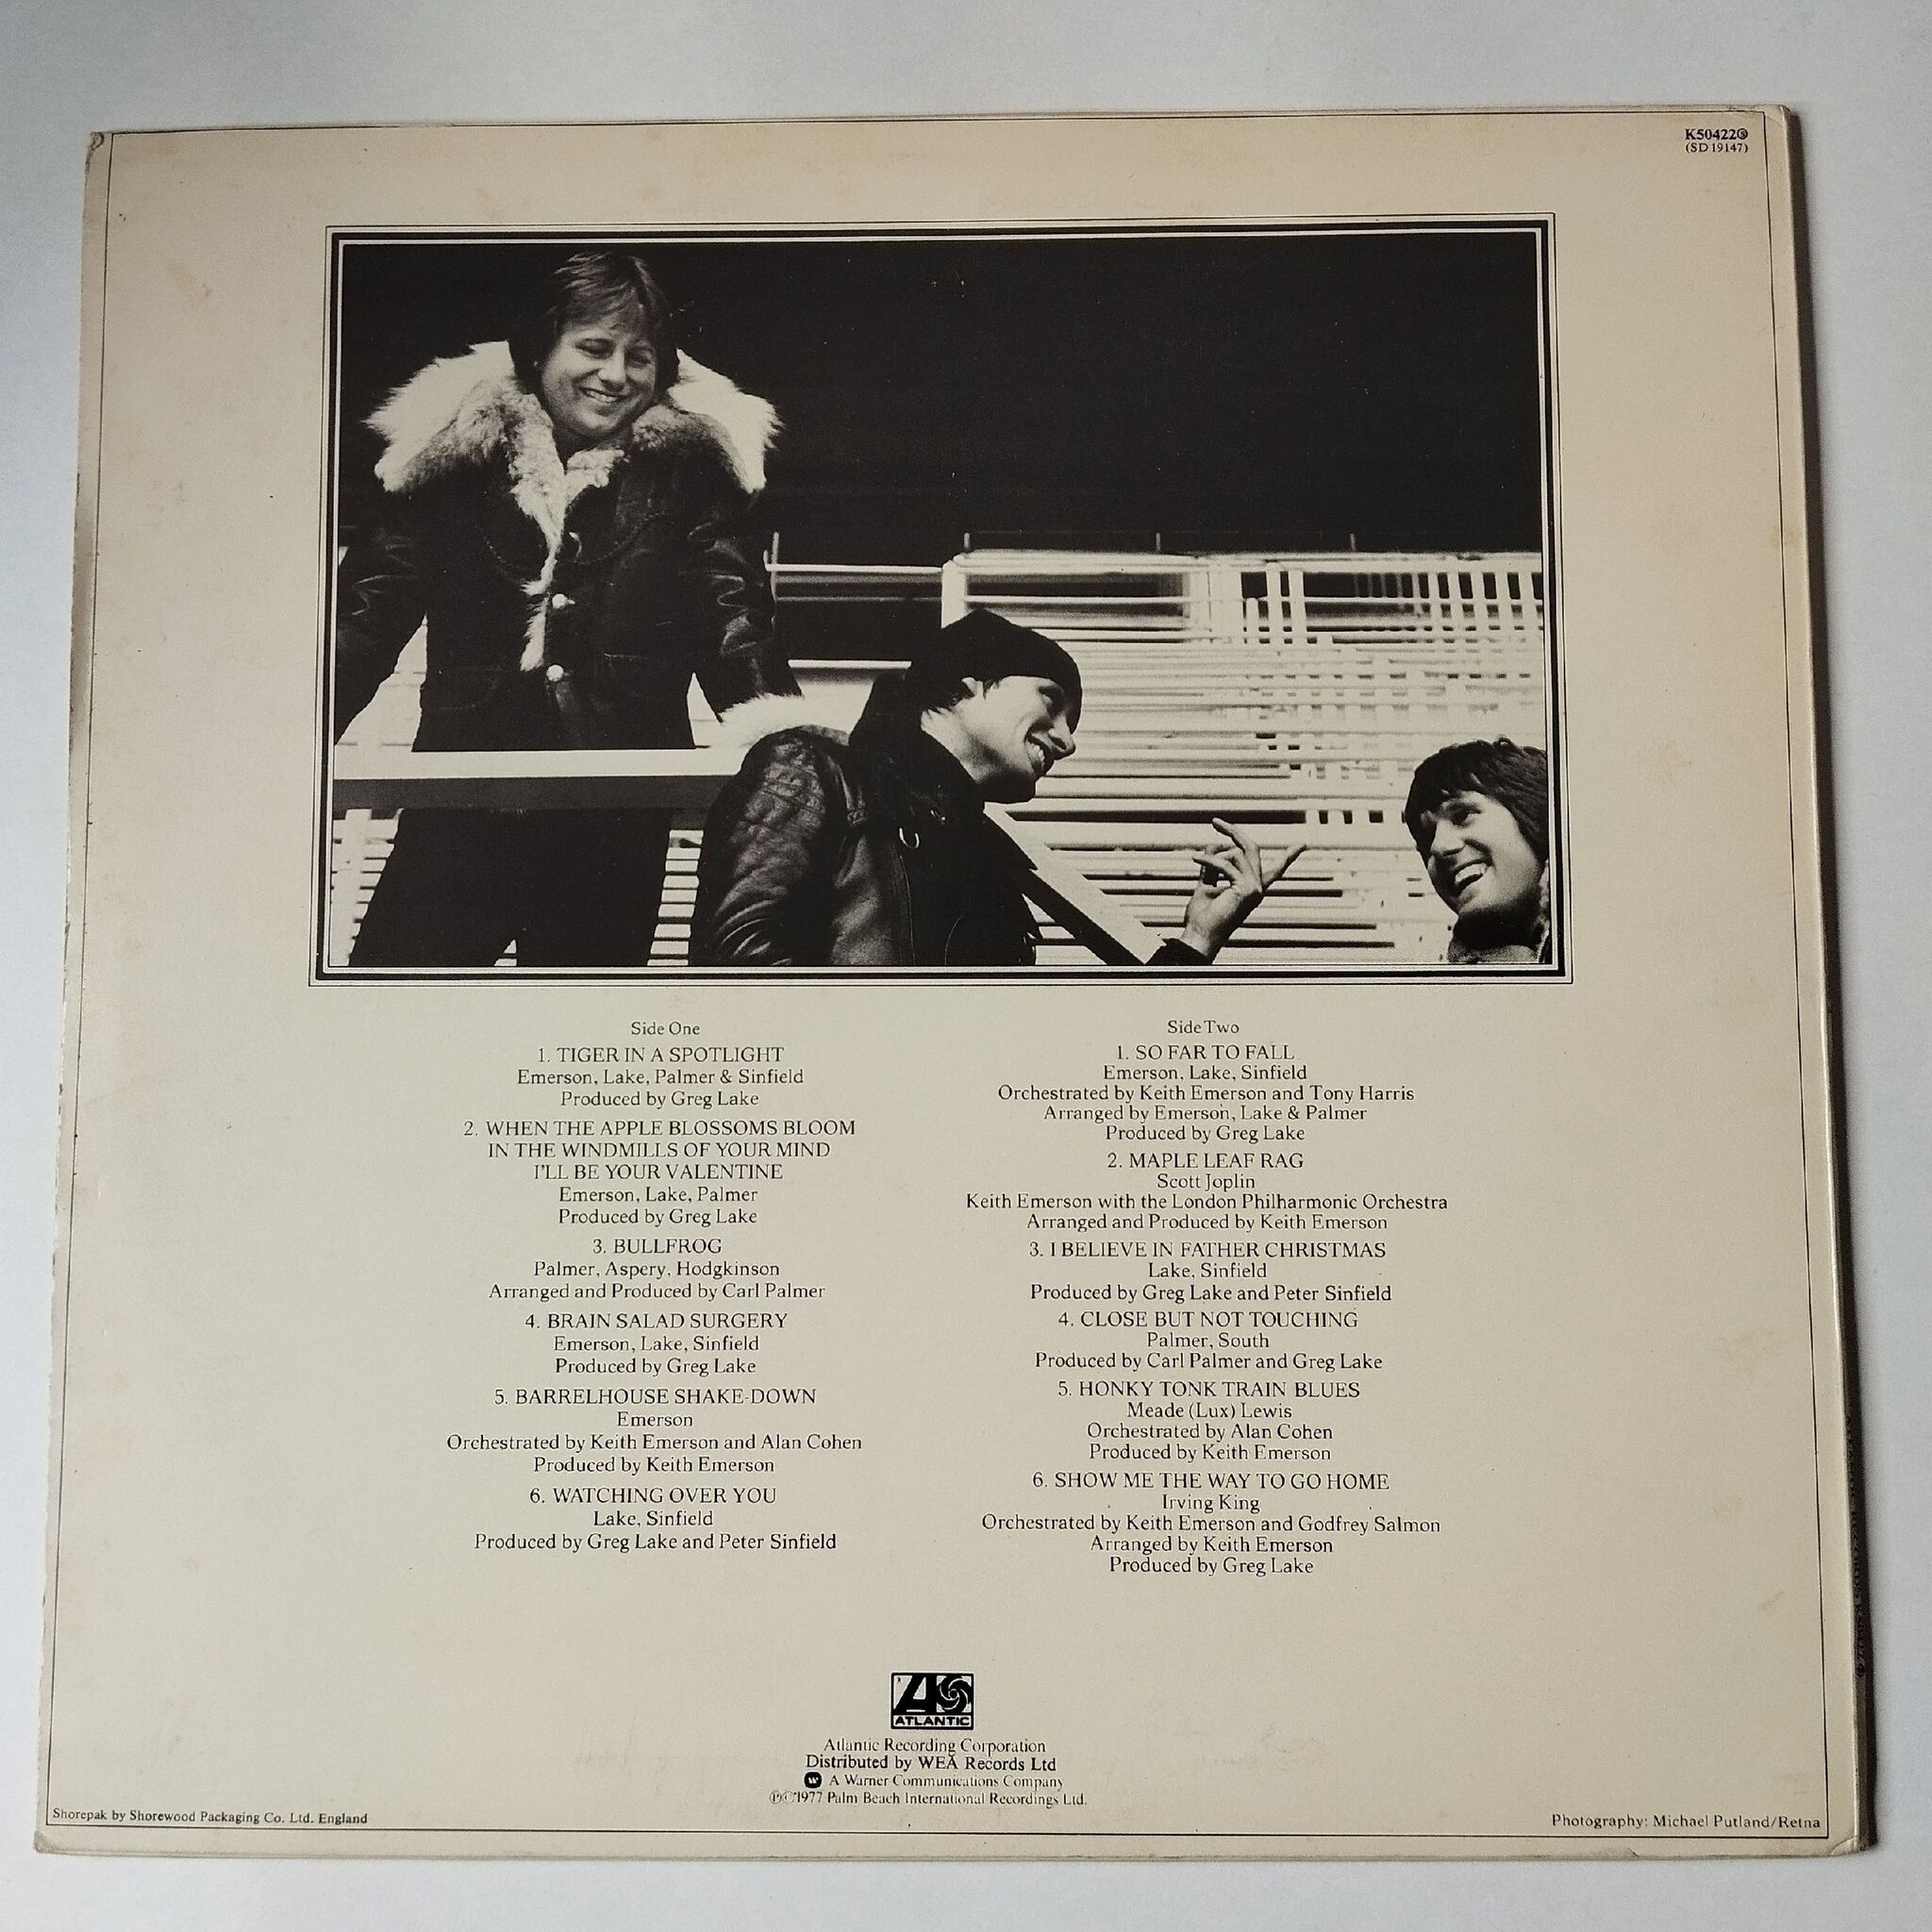 K50422
(SD 19147)
Side One
1. TIGER IN A SPOTLIGHT
Emerson, Lake, Palmer & Sinfield
Produced by Greg Lake
2. WHEN THE APPLE BLOSSOMS BLOOM
IN THE WINDMILLS OF YOUR MIND
I'LL BE YOUR VALENTINE
Emerson, Lake, Palmer
Produced by Greg Lake
3. BULLFROG
Palmer, Aspery, Hodgkinson
Arranged and Produced by Carl Palmer
4. BRAIN SALAD SURGERY
Emerson, Lake, Sinfield
Produced by Greg Lake
5. BARRELHOUSE SHAKE-DOWN
Emerson
Orchestrated by Keith Emerson and Alan Cohen
Produced by Keith Emerson
6. WATCHING OVER YOU
Lake, Sinfield
Produced by Greg Lake and Peter Sinfield
Side Two
1. SO FAR TO FALL
Emerson, Lake, Sinfield
Orchestrated by Keith Emerson and Tony Harris
Arranged by Emerson, Lake & Palmer
Produced by Greg Lake
2. MAPLE LEAF RAG
Scott Joplin
Keith Emerson with the London Philharmonic Orchestra
Arranged and Produced by Keith Emerson
3. I BELIEVE IN FATHER CHRISTMAS
Lake, Sinfield
Produced by Greg Lake and Peter Sinfield
4. CLOSE BUT NOT TOUCHING
Palmer, South
Produced by Carl Palmer and Greg Lake
5. HONKY TONK TRAIN BLUES
Meade (Lux) Lewis
Orchestrated by Alan Cohen
Produced by Keith Emerson
6. SHOW ME THE WAY TO GO HOME
Irving King
Orchestrated by Keith Emerson and Godfrey Salmon
Arranged by Keith Emerson
Produced by Greg Lake
ATLANTIC
Atlantic Recording Corporation
Distributed by WEA Records Ltd
A Warner Communications Company
℗©1977 Palm Beach International Recordings Ltd.
Shorepak by Shorewood Packaging Co. Ltd. England
Photography: Michael Putland/Retna